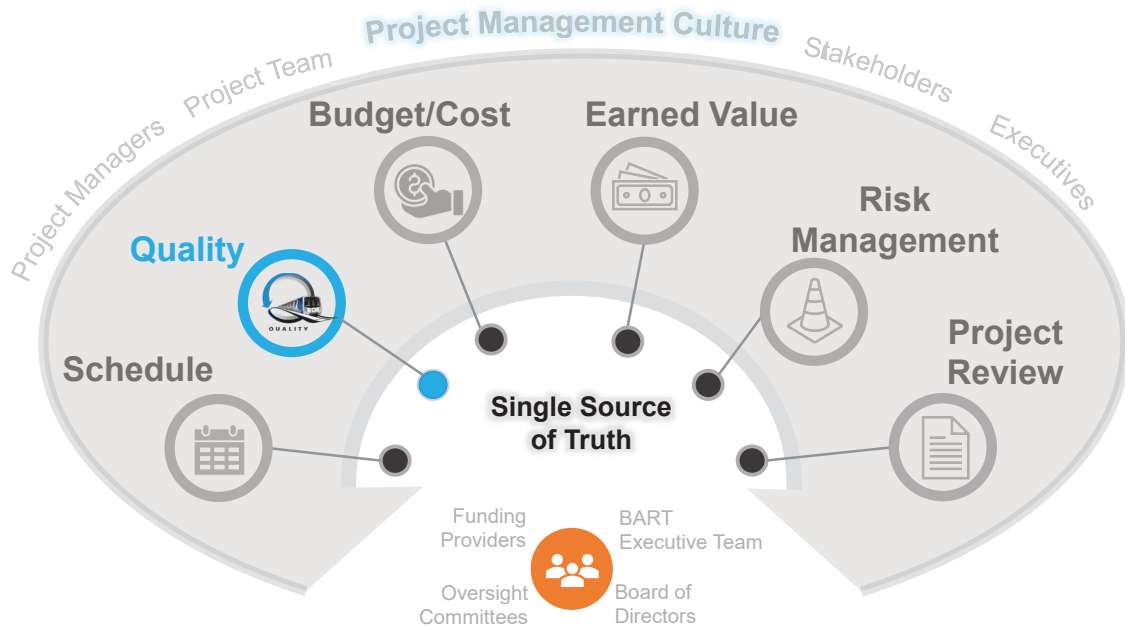 Project Management Culture
Project Managers
Project Team
Stakeholders
Executives
Budget/Cost
Earned Value
Risk
Management
Quality
QUALITY
Project
Review
Schedule
Single Source
of Truth
Funding
Providers
BART
Executive Team
Oversight
Committees
Board of
Directors